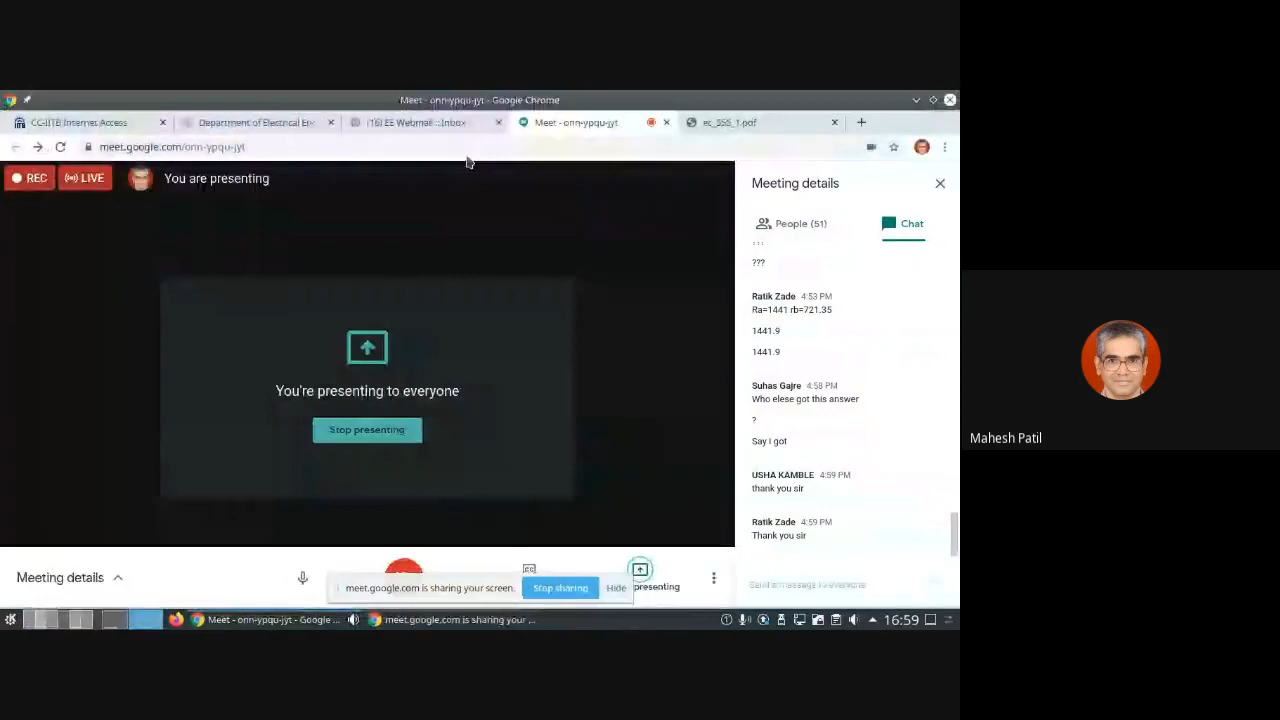 Meet - onn-ypqu-jyt - Google Chrome
CC-IITB Internet Access
Department of Electrical En
(16) EE Webmail :: Inbox
Meet - onn-ypqu-jyt
ec_555_1.pdf
meet.google.com/onn-ypqu-jyt
REC
LIVE
You are presenting
Meeting details
People (51)
Chat
???
Ratik Zade 4:53 PM
Ra=1441 rb=721.35
1441.9
1441.9
You're presenting to everyone
Stop presenting
Suhas Gajre 4:58 PM
Who elese got this answer
?
Say I got
USHA KAMBLE 4:59 PM
thank you sir
Ratik Zade 4:59 PM
Thank you sir
Mahesh Patil
Meeting details
meet.google.com is sharing your screen.
Stop sharing
Hide
presenting
Send a message to everyone
Meet - onn-ypqu-jyt - Google ...
meet.google.com is sharing your ...
16:59